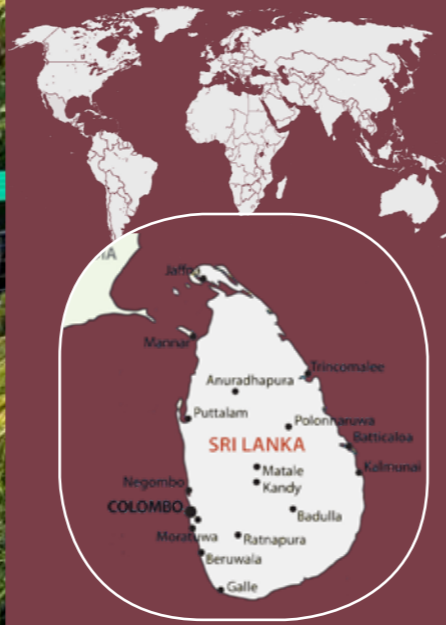 IA
Jaffna
Mannar
Trincomalee
Anuradhapura
Puttalam
Polonnaruwa
Batticaloa
SRI LANKA
Kalmunai
Matale
Negombo
Kandy
COLOMBO
Badulla
Moratuwa
Ratnapura
Beruwala
Galle